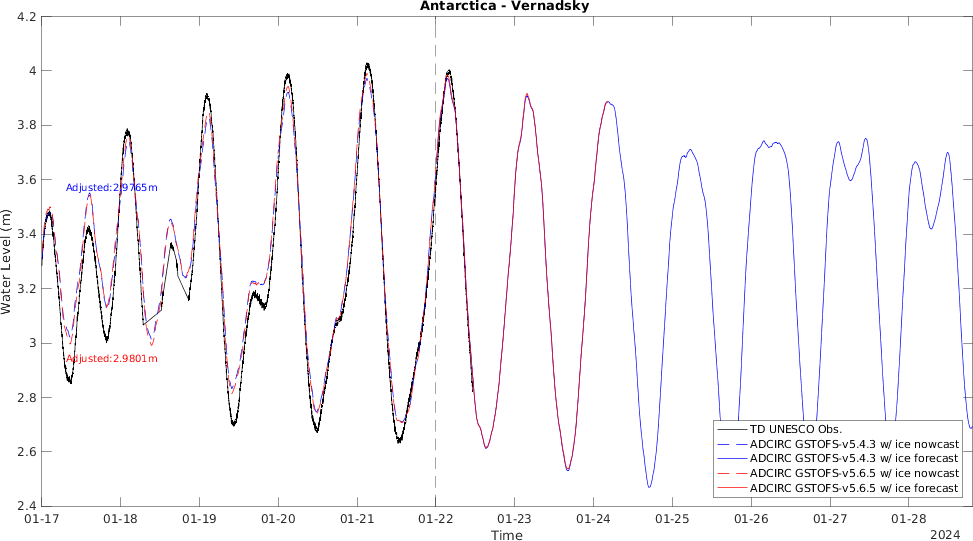 Antarctica - Vernadsky
4.2
4
3.8
3.6
3.4
3.2
3
2.8
2.6
2.4
Water Level (m)
Adjusted:2.9765m
Adjusted:2.9801m
TD UNESCO Obs.
ADCIRC GSTOFS-v5.4.3 w/ ice nowcast
ADCIRC GSTOFS-v5.4.3 w/ ice forecast
ADCIRC GSTOFS-v5.6.5 w/ ice nowcast
ADCIRC GSTOFS-v5.6.5 w/ ice forecast
01-17 01-18 01-19 01-20 01-21 01-22 01-23 01-24 01-25 01-26 01-27 01-28
Time
2024